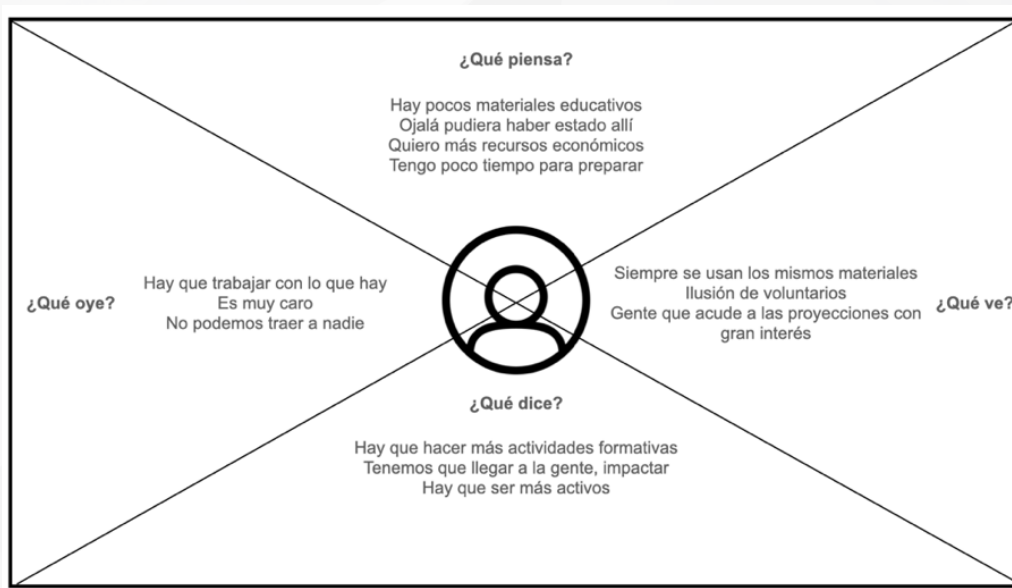 ¿Qué piensa?
Hay pocos materiales educativos
Ojalá pudiera haber estado allí
Quiero más recursos económicos
Tengo poco tiempo para preparar
¿Qué oye?
Hay que trabajar con lo que hay
Es muy caro
No podemos traer a nadie
Siempre se usan los mismos materiales
Ilusión de voluntarios
Gente que acude a las proyecciones con
gran interés
¿Qué ve?
¿Qué dice?
Hay que hacer más actividades formativas
Tenemos que llegar a la gente, impactar
Hay que ser más activos